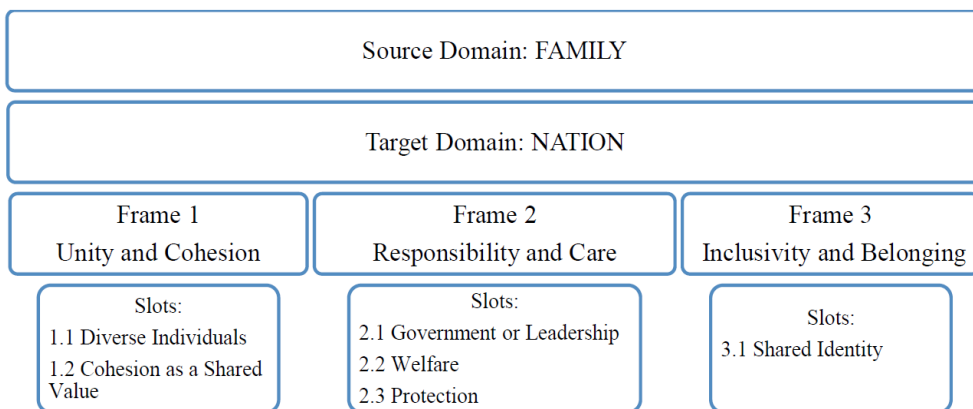 Source Domain: FAMILY
Target Domain: NATION
Frame 1
Unity and Cohesion
Frame 2
Responsibility and Care
Frame 3
Inclusivity and Belonging
Slots:
1.1 Diverse Individuals
1.2 Cohesion as a Shared
Value
Slots:
2.1 Government or Leadership
2.2 Welfare
2.3 Protection
Slots:
3.1 Shared Identity